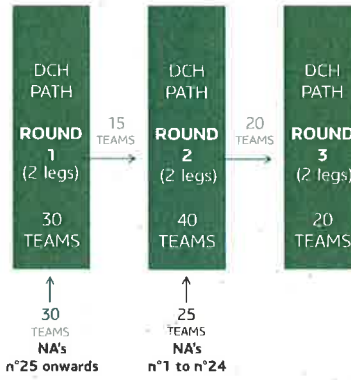 DCH
PATH
ROUND
1
(2 legs)
30
TEAMS
15
TEAMS
DCH
PATH
ROUND
2
(2 legs)
40
TEAMS
20
TEAMS
DCH
PATH
ROUND
3
(2 legs)
20
TEAMS
30
TEAMS
NA's
n°25 onwards
25
TEAMS
NA's
n°1 to n°24